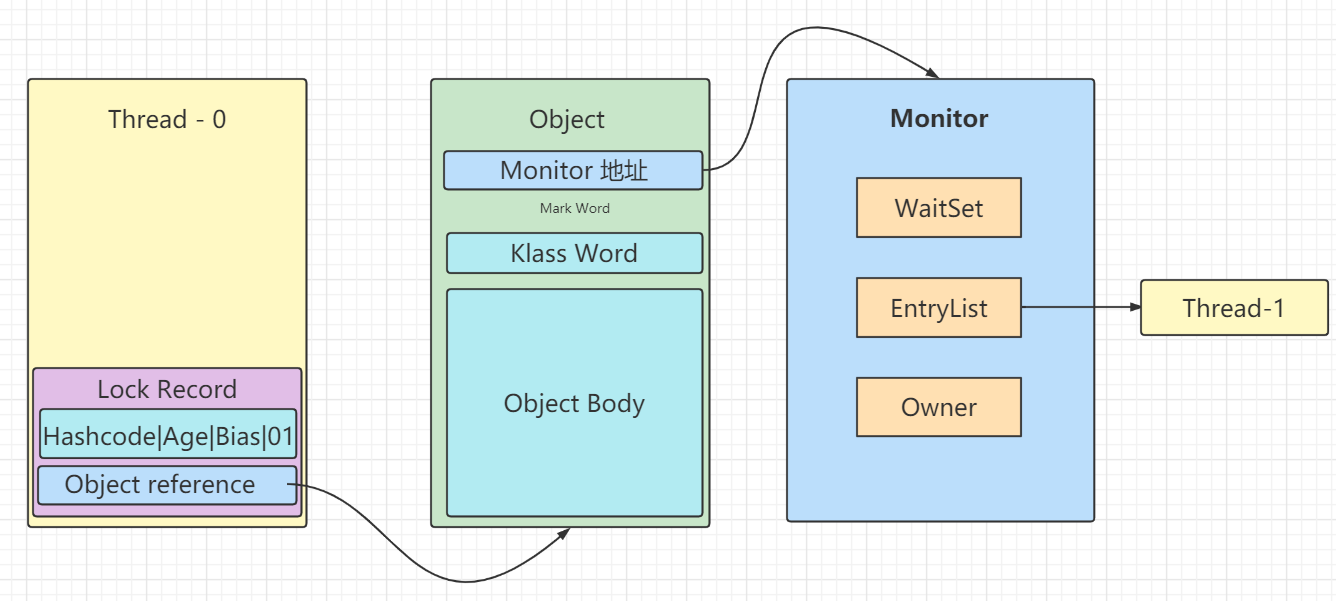 Thread - 0
Lock Record
Hashcode|Age|Bias|01
Object reference
Object
Monitor 地址
Mark Word
Klass Word
Object Body
Monitor
WaitSet
EntryList
Owner
Thread-1